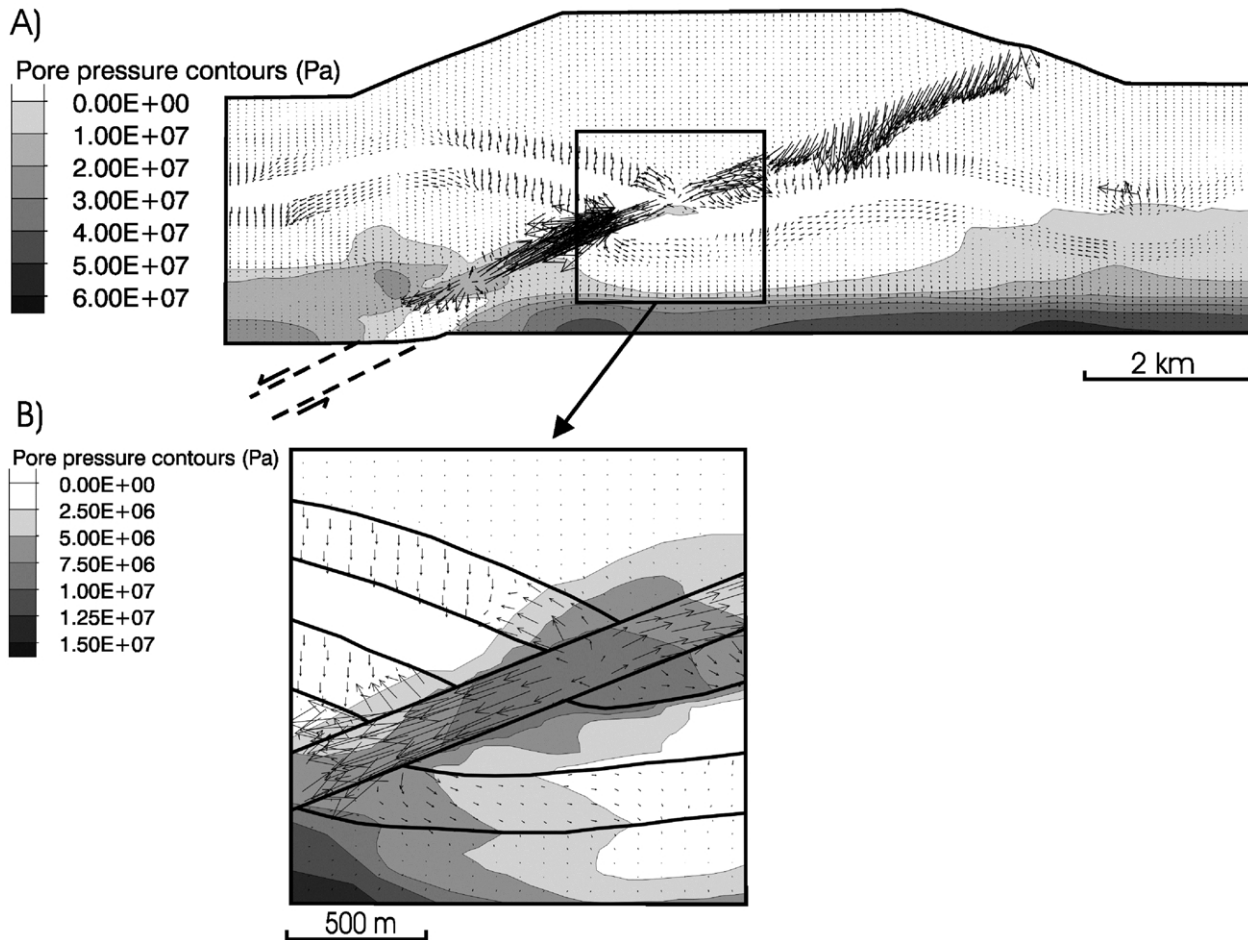 A)
Pore pressure contours (Pa)
0.00E+00
1.00E+07
2.00E+07
3.00E+07
4.00E+07
5.00E+07
6.00E+07
2 km
B)
Pore pressure contours (Pa)
0.00E+00
2.50E+06
5.00E+06
7.50E+06
1.00E+07
1.25E+07
1.50E+07
500 m